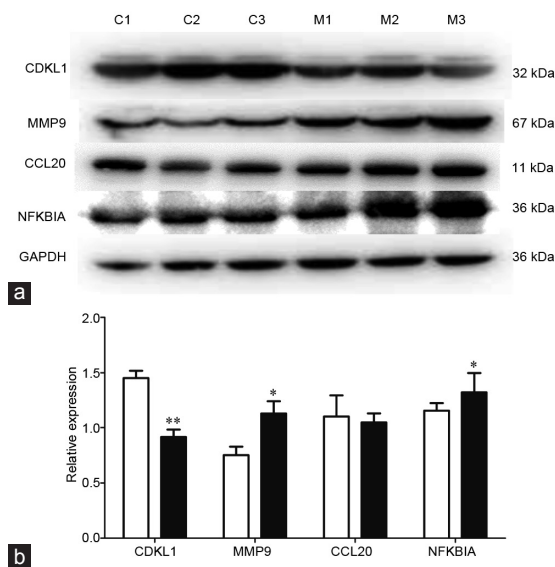 C1 C2 C3 M1 M2 M3
CDKL1 32 kDa
MMP9 67 kDa
CCL20 11 kDa
NFKBIA 36 kDa
GAPDH 36 kDa
a
2.0
1.5
1.0
0.5
0.0
Relative expression
** * *
CDKL1 MMP9 CCL20 NFKBIA
b